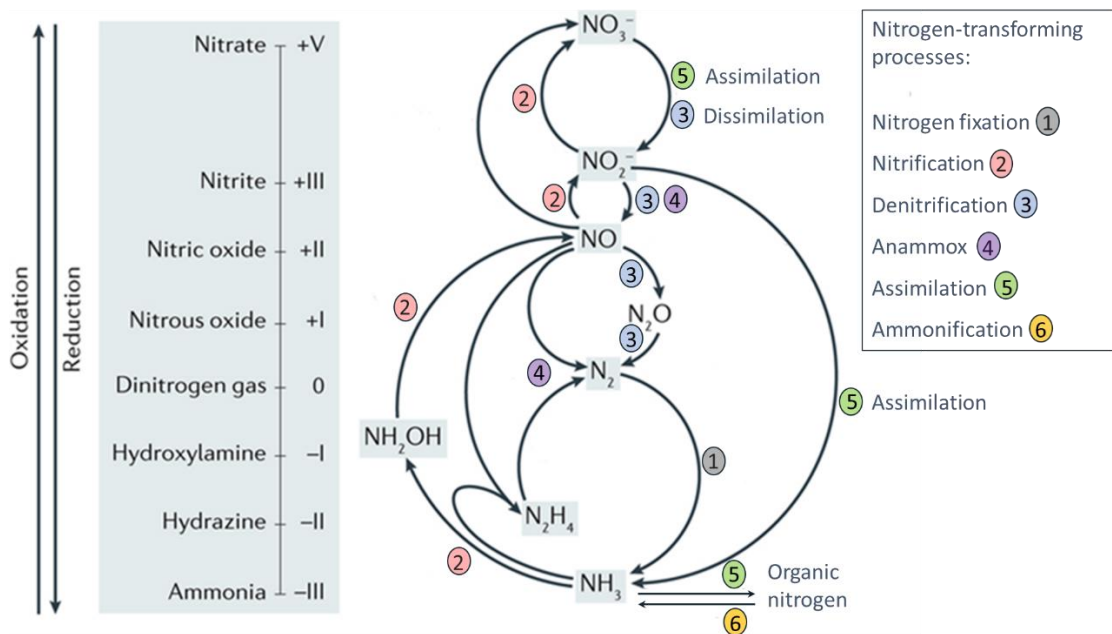 Oxidation
Reduction
Nitrate +V
Nitrite +III
Nitric oxide +II
Nitrous oxide +I
Dinitrogen gas 0
Hydroxylamine –I
Hydrazine –II
Ammonia –III
NO₃⁻
5 Assimilation
2
3 Dissimilation
NO₂⁻
2
3 4
NO
3
2
N₂O
3
4
N₂
5 Assimilation
NH₂OH
1
N₂H₄
2
NH₃
5
Organic
nitrogen
6
Nitrogen-transforming
processes:
Nitrogen fixation 1
Nitrification 2
Denitrification 3
Anammox 4
Assimilation 5
Ammonification 6